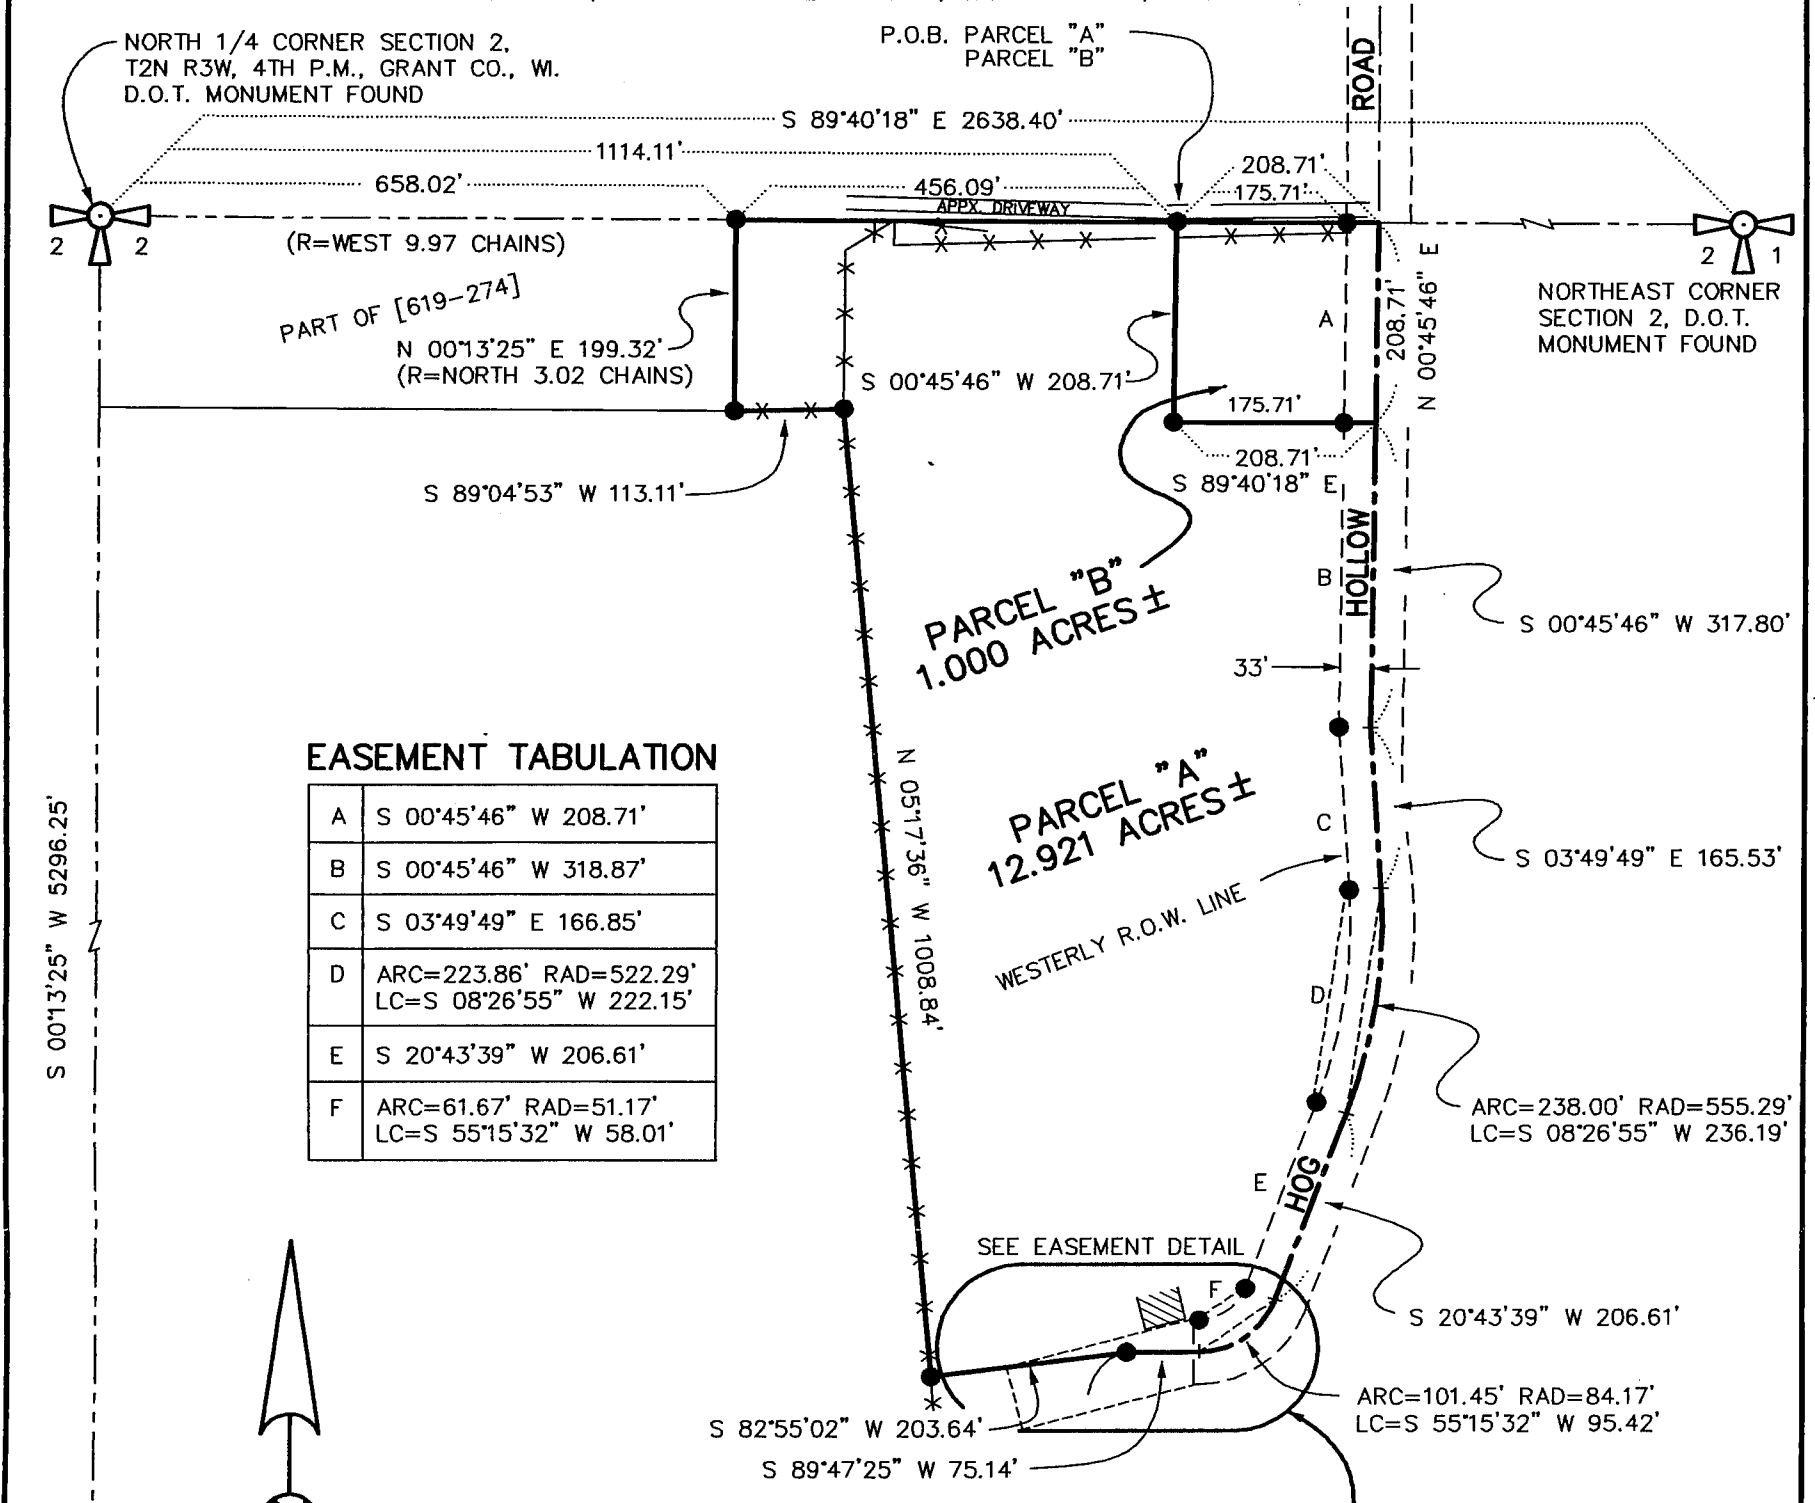 NORTH 1/4 CORNER SECTION 2,
T2N R3W, 4TH P.M., GRANT CO., WI.
D.O.T. MONUMENT FOUND
P.O.B. PARCEL "A"
PARCEL "B"
ROAD
S 89°40'18" E 2638.40'
1114.11'
208.71'
658.02'
456.09'
175.71'
APPX. DRIVEWAY
2 2
(R=WEST 9.97 CHAINS)
2 1
NORTHEAST CORNER
SECTION 2, D.O.T.
MONUMENT FOUND
PART OF [619-274]
N 00°13'25" E 199.32'
(R=NORTH 3.02 CHAINS)
S 00°45'46" W 208.71'
A
208.71'
N 00°45'46" E
175.71'
208.71'
S 89°40'18" E
S 89°04'53" W 113.11'
HOLLOW
B
PARCEL "B"
1.000 ACRES±
S 00°45'46" W 317.80'
33'
N 05°17'36" W 1008.84'
PARCEL "A"
12.921 ACRES±
C
S 03°49'49" E 165.53'
WESTERLY R.O.W. LINE
EASEMENT TABULATION
A S 00°45'46" W 208.71'
B S 00°45'46" W 318.87'
C S 03°49'49" E 166.85'
D ARC=223.86' RAD=522.29'
LC=S 08°26'55" W 222.15'
E S 20°43'39" W 206.61'
F ARC=61.67' RAD=51.17'
LC=S 55°15'32" W 58.01'
S 00°13'25" W 5296.25'
D
ARC=238.00' RAD=555.29'
LC=S 08°26'55" W 236.19'
E
HOG
SEE EASEMENT DETAIL
F
S 20°43'39" W 206.61'
ARC=101.45' RAD=84.17'
LC=S 55°15'32" W 95.42'
S 82°55'02" W 203.64'
S 89°47'25" W 75.14'